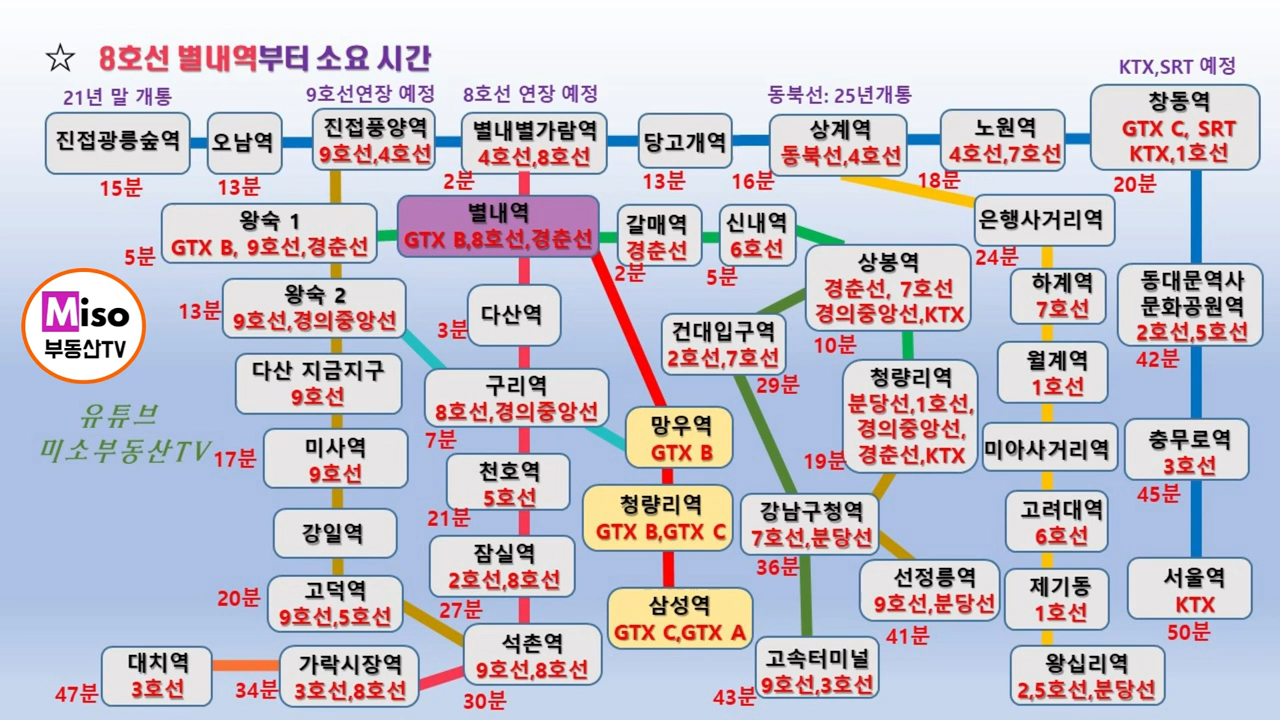 ☆ 8호선 별내역부터 소요 시간
KTX,SRT 예정
21년 말 개통
9호선연장 예정
8호선 연장 예정
동북선: 25년개통
진접광릉숲역
15분
오남역
13분
진접풍양역
9호선,4호선
별내별가람역
4호선,8호선
2분
당고개역
13분
상계역
동북선,4호선
16분
노원역
4호선,7호선
18분
창동역
GTX C, SRT
KTX,1호선
20분
왕숙 1
GTX B, 9호선,경춘선
5분
별내역
GTX B,8호선,경춘선
갈매역
경춘선
2분
신내역
6호선
5분
은행사거리역
24분
상봉역
경춘선, 7호선
경의중앙선,KTX
10분
하계역
7호선
동대문역사
문화공원역
2호선,5호선
42분
왕숙 2
9호선,경의중앙선
13분
다산역
3분
건대입구역
2호선,7호선
29분
Miso
부동산TV
유튜브
미소부동산TV
다산 지금지구
9호선
구리역
8호선,경의중앙선
7분
청량리역
분당선,1호선,
경의중앙선,
경춘선,KTX
19분
월계역
1호선
미사역
9호선
17분
천호역
5호선
21분
망우역
GTX B
미아사거리역
충무로역
3호선
45분
강일역
잠실역
2호선,8호선
27분
청량리역
GTX B,GTX C
강남구청역
7호선,분당선
36분
고려대역
6호선
고덕역
9호선,5호선
20분
삼성역
GTX C,GTX A
선정릉역
9호선,분당선
41분
제기동
1호선
서울역
KTX
50분
대치역
3호선
47분
가락시장역
3호선,8호선
34분
석촌역
9호선,8호선
30분
고속터미널
9호선,3호선
43분
왕십리역
2,5호선,분당선